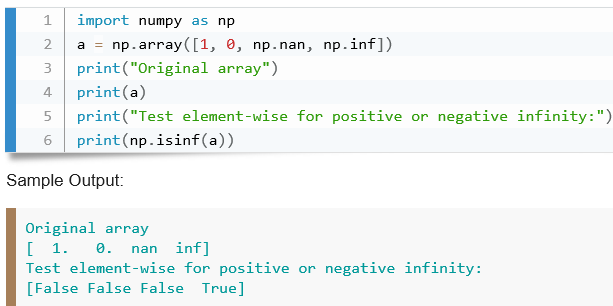 1 import numpy as np
2 a = np.array([1, 0, np.nan, np.inf])
3 print("Original array")
4 print(a)
5 print("Test element-wise for positive or negative infinity:")
6 print(np.isinf(a))
Sample Output:
Original array
[  1.   0.  nan  inf]
Test element-wise for positive or negative infinity:
[False False False  True]